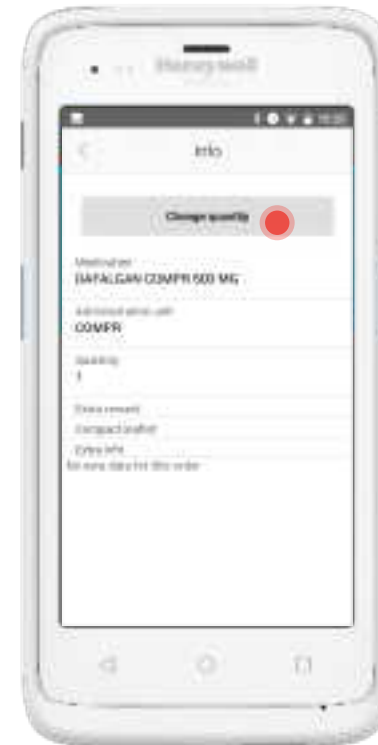 Honeywell
Info
Change quantity
Medication
DAFALGAN COMPR 500 MG
Administration unit
COMPR
Quantity
1
Extra remark
Compact wallet
Extra info
No extra data for this order